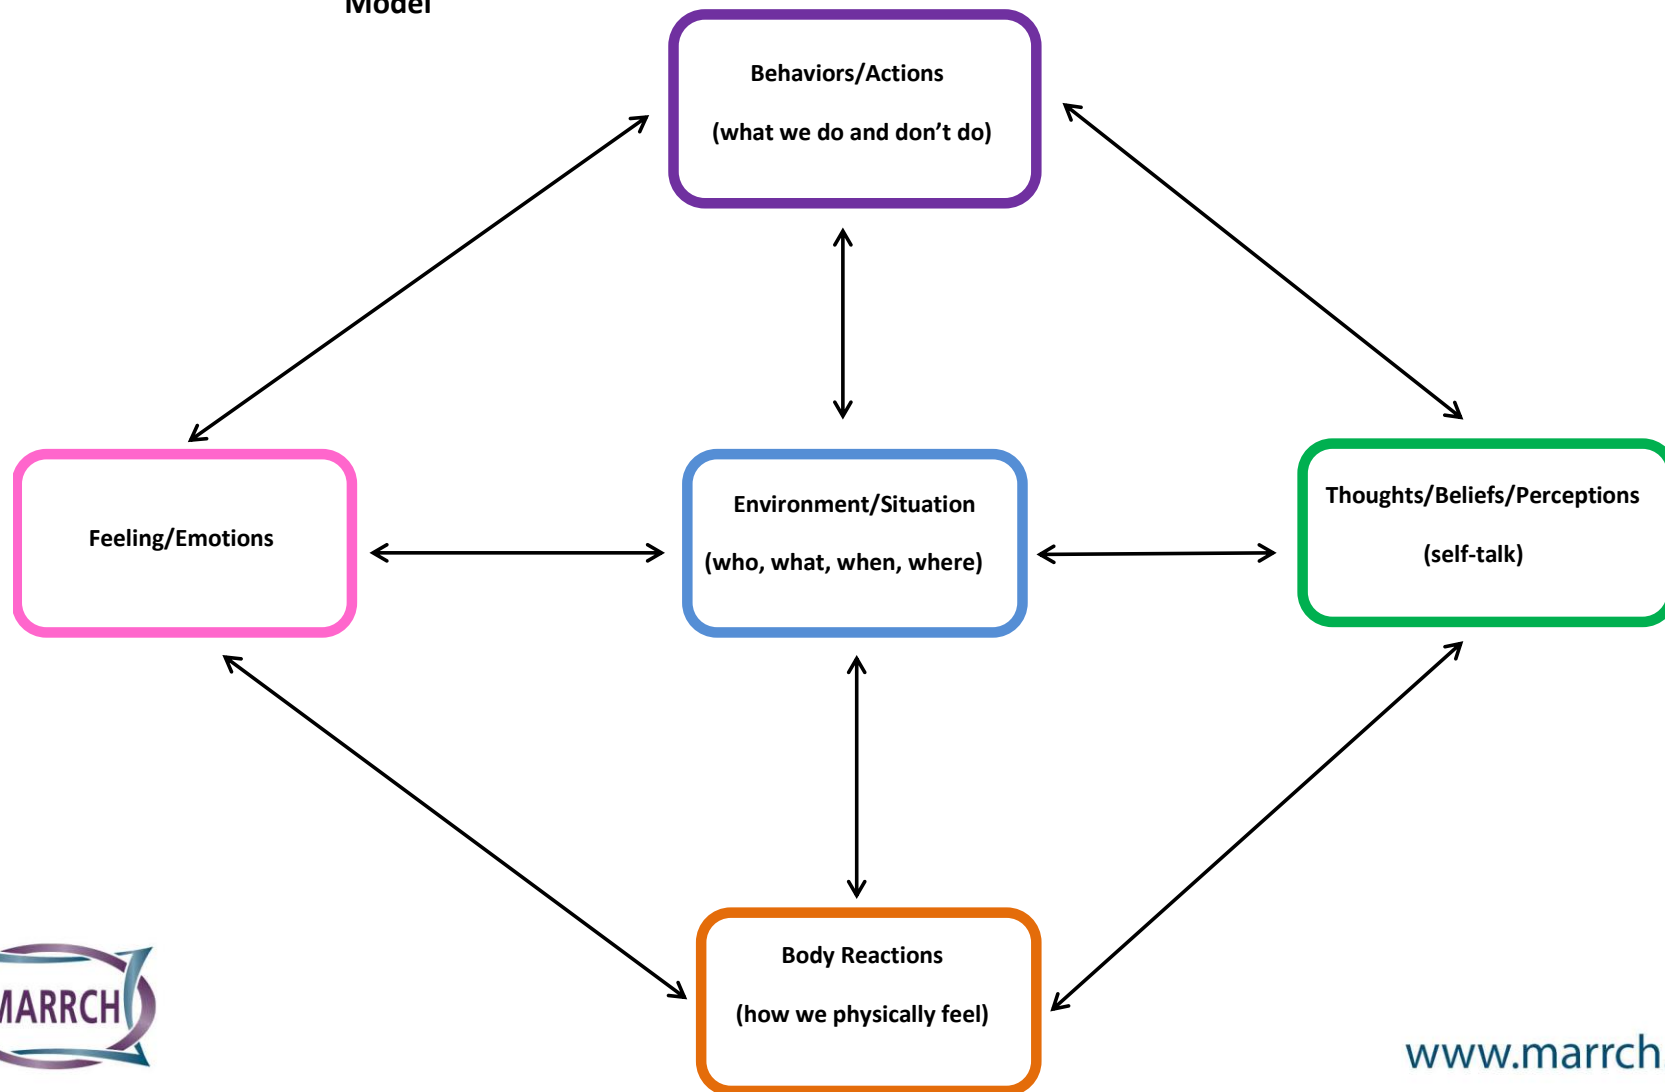 Model
Behaviors/Actions
(what we do and don’t do)
Feeling/Emotions
Environment/Situation
(who, what, when, where)
Thoughts/Beliefs/Perceptions
(self-talk)
Body Reactions
(how we physically feel)
MARRCH
www.marrch